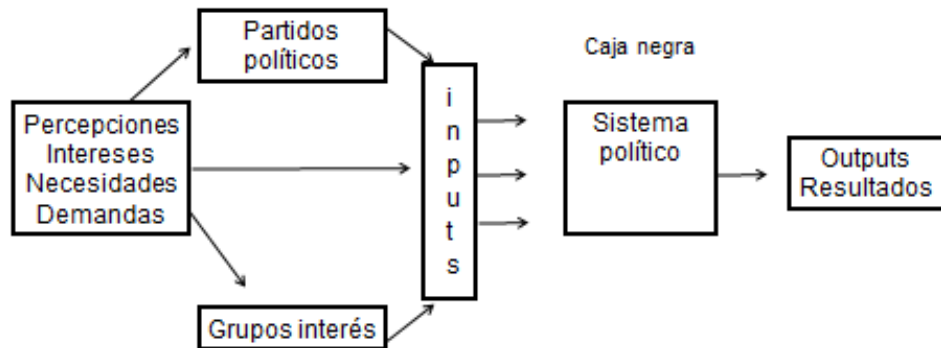 Partidos
políticos
Caja negra
Percepciones
Intereses
Necesidades
Demandas
i
n
p
u
t
s
Sistema
político
Outputs
Resultados
Grupos interés